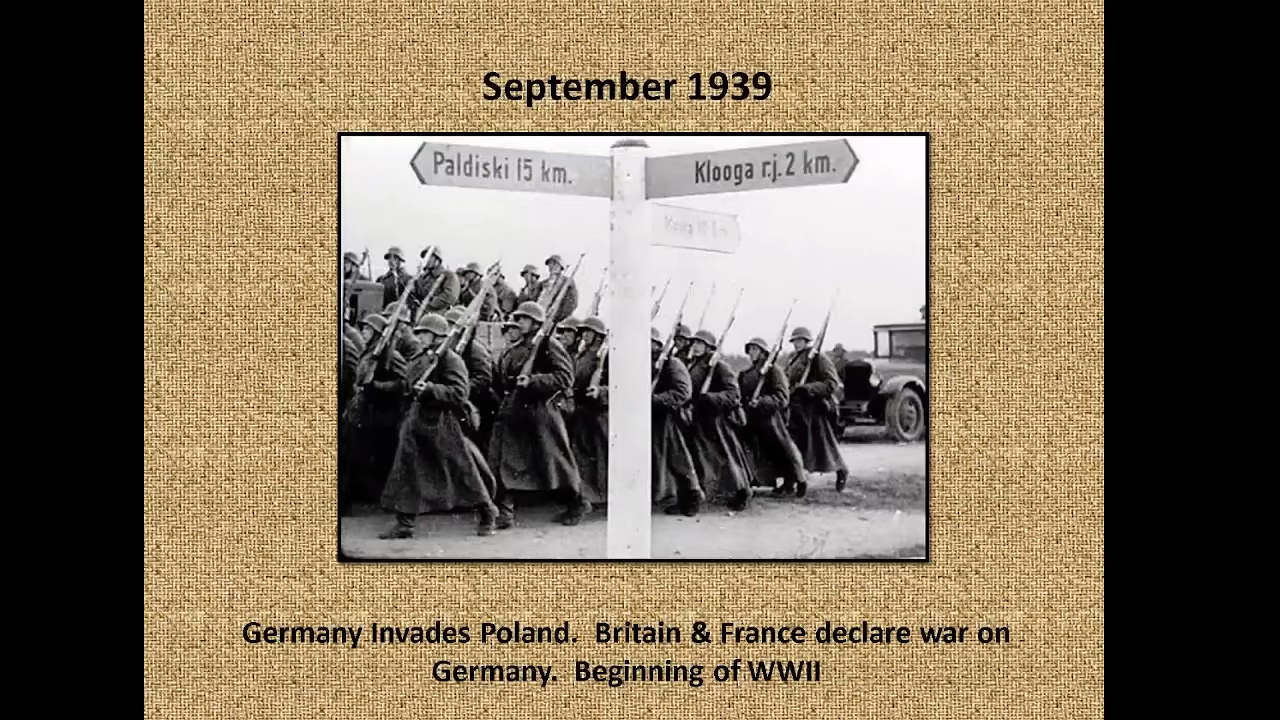 September 1939
Paldiski 15 km.
Klooga r.j. 2 km.
Germany Invades Poland. Britain & France declare war on
Germany. Beginning of WWII